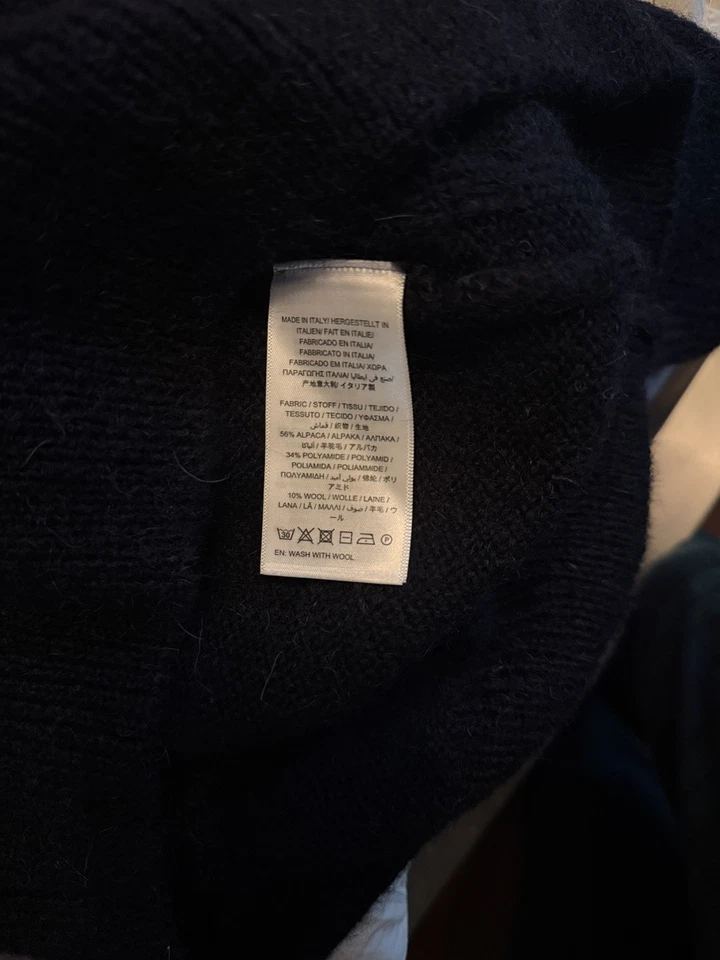 MADE IN ITALY/ HERGESTELLT IN
ITALIEN/ FAIT EN ITALIE/
FABRICADO EN ITALIA/
FABBRICATO IN ITALIA/
FABRICADO EM ITALIA/ ΧΩΡΑ
ΠΑΡΑΓΩΓΗΣ ΙΤΑΛΙΑ/ صنع في إيطاليا/
产地意大利/ イタリア製
FABRIC / STOFF / TISSU / TEJIDO /
TESSUTO / TECIDO / ΥΦΑΣΜΑ /
قماش / 织物 / 生地
56% ALPACA / ALPAKA / ΑΛΠΑΚΑ /
ألباكا / 羊驼毛 / アルパカ
34% POLYAMIDE / POLYAMID /
POLIAMIDA / POLIAMMIDE /
ΠΟΛΥΑΜΙΔΗ / بولي أميد / 锦纶 / ポリ
アミド
10% WOOL / WOLLE / LAINE /
LANA / LÃ / ΜΑΛΛΙ / صوف / 羊毛 / ウ
ール
30 P
EN: WASH WITH WOOL